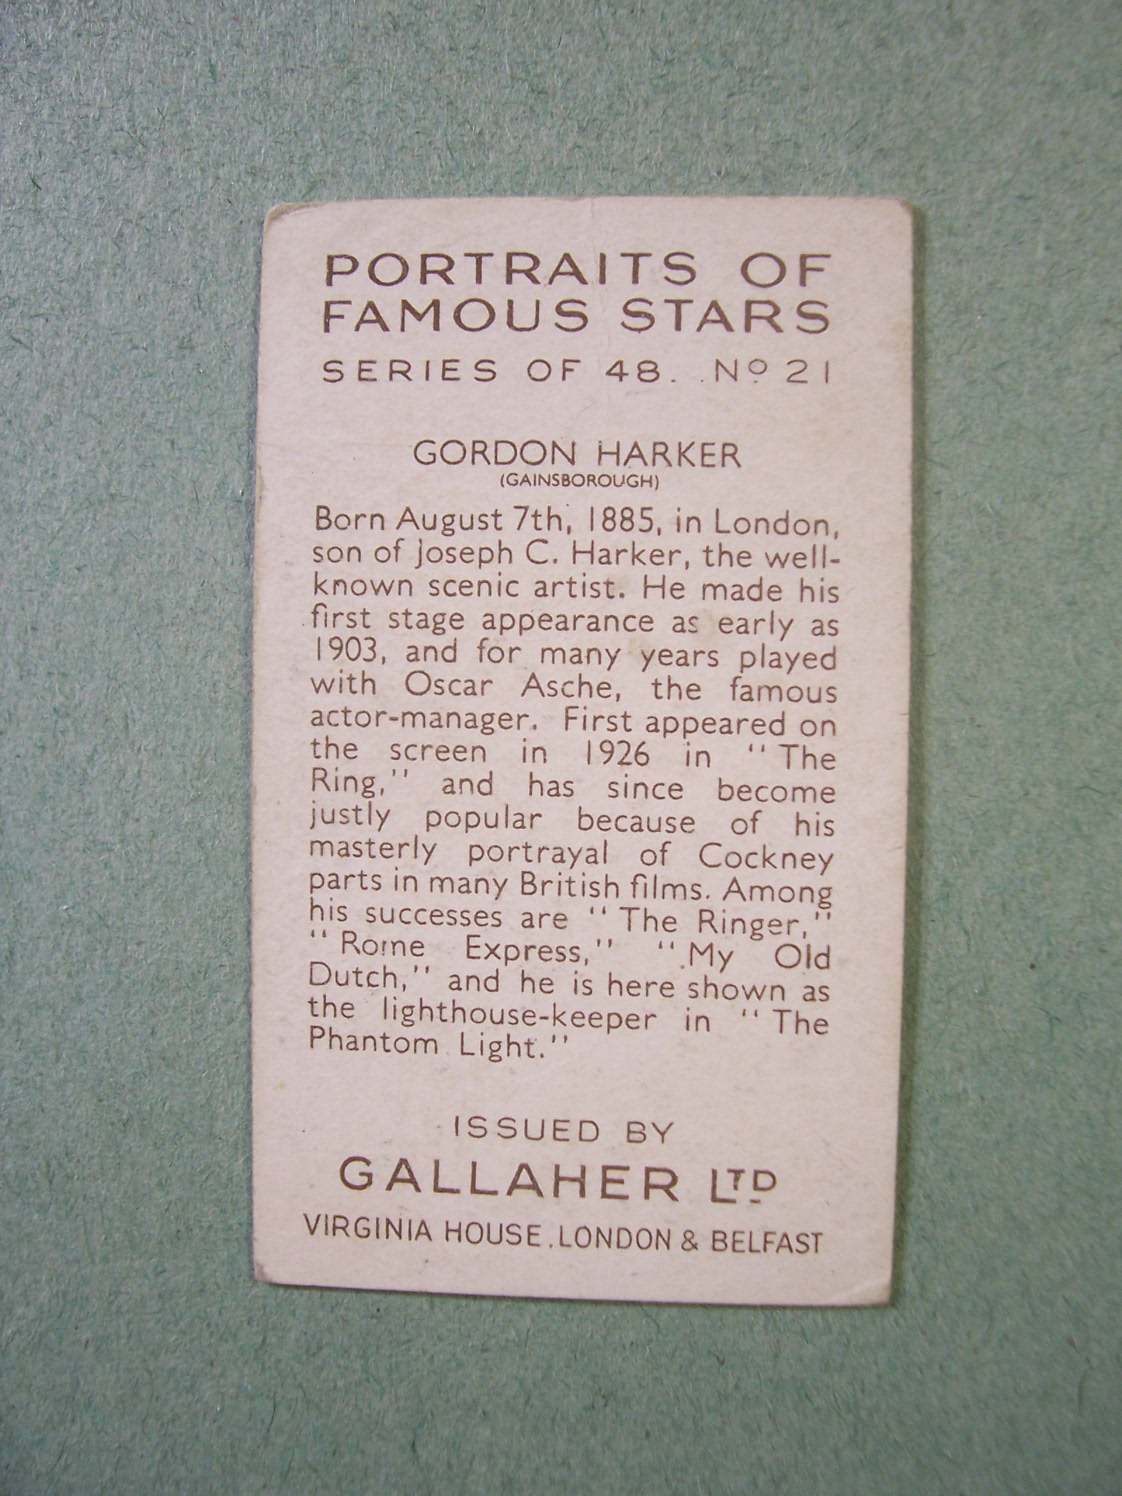 PORTRAITS OF
FAMOUS STARS
SERIES OF 48. Nº 21
GORDON HARKER
(GAINSBOROUGH)
Born August 7th, 1885, in London,
son of Joseph C. Harker, the well-
known scenic artist. He made his
first stage appearance as early as
1903, and for many years played
with Oscar Asche, the famous
actor-manager. First appeared on
the screen in 1926 in "The
Ring," and has since become
justly popular because of his
masterly portrayal of Cockney
parts in many British films. Among
his successes are "The Ringer,"
"Rome Express," "My Old
Dutch," and he is here shown as
the lighthouse-keeper in "The
Phantom Light."
ISSUED BY
GALLAHER LTD
VIRGINIA HOUSE, LONDON & BELFAST